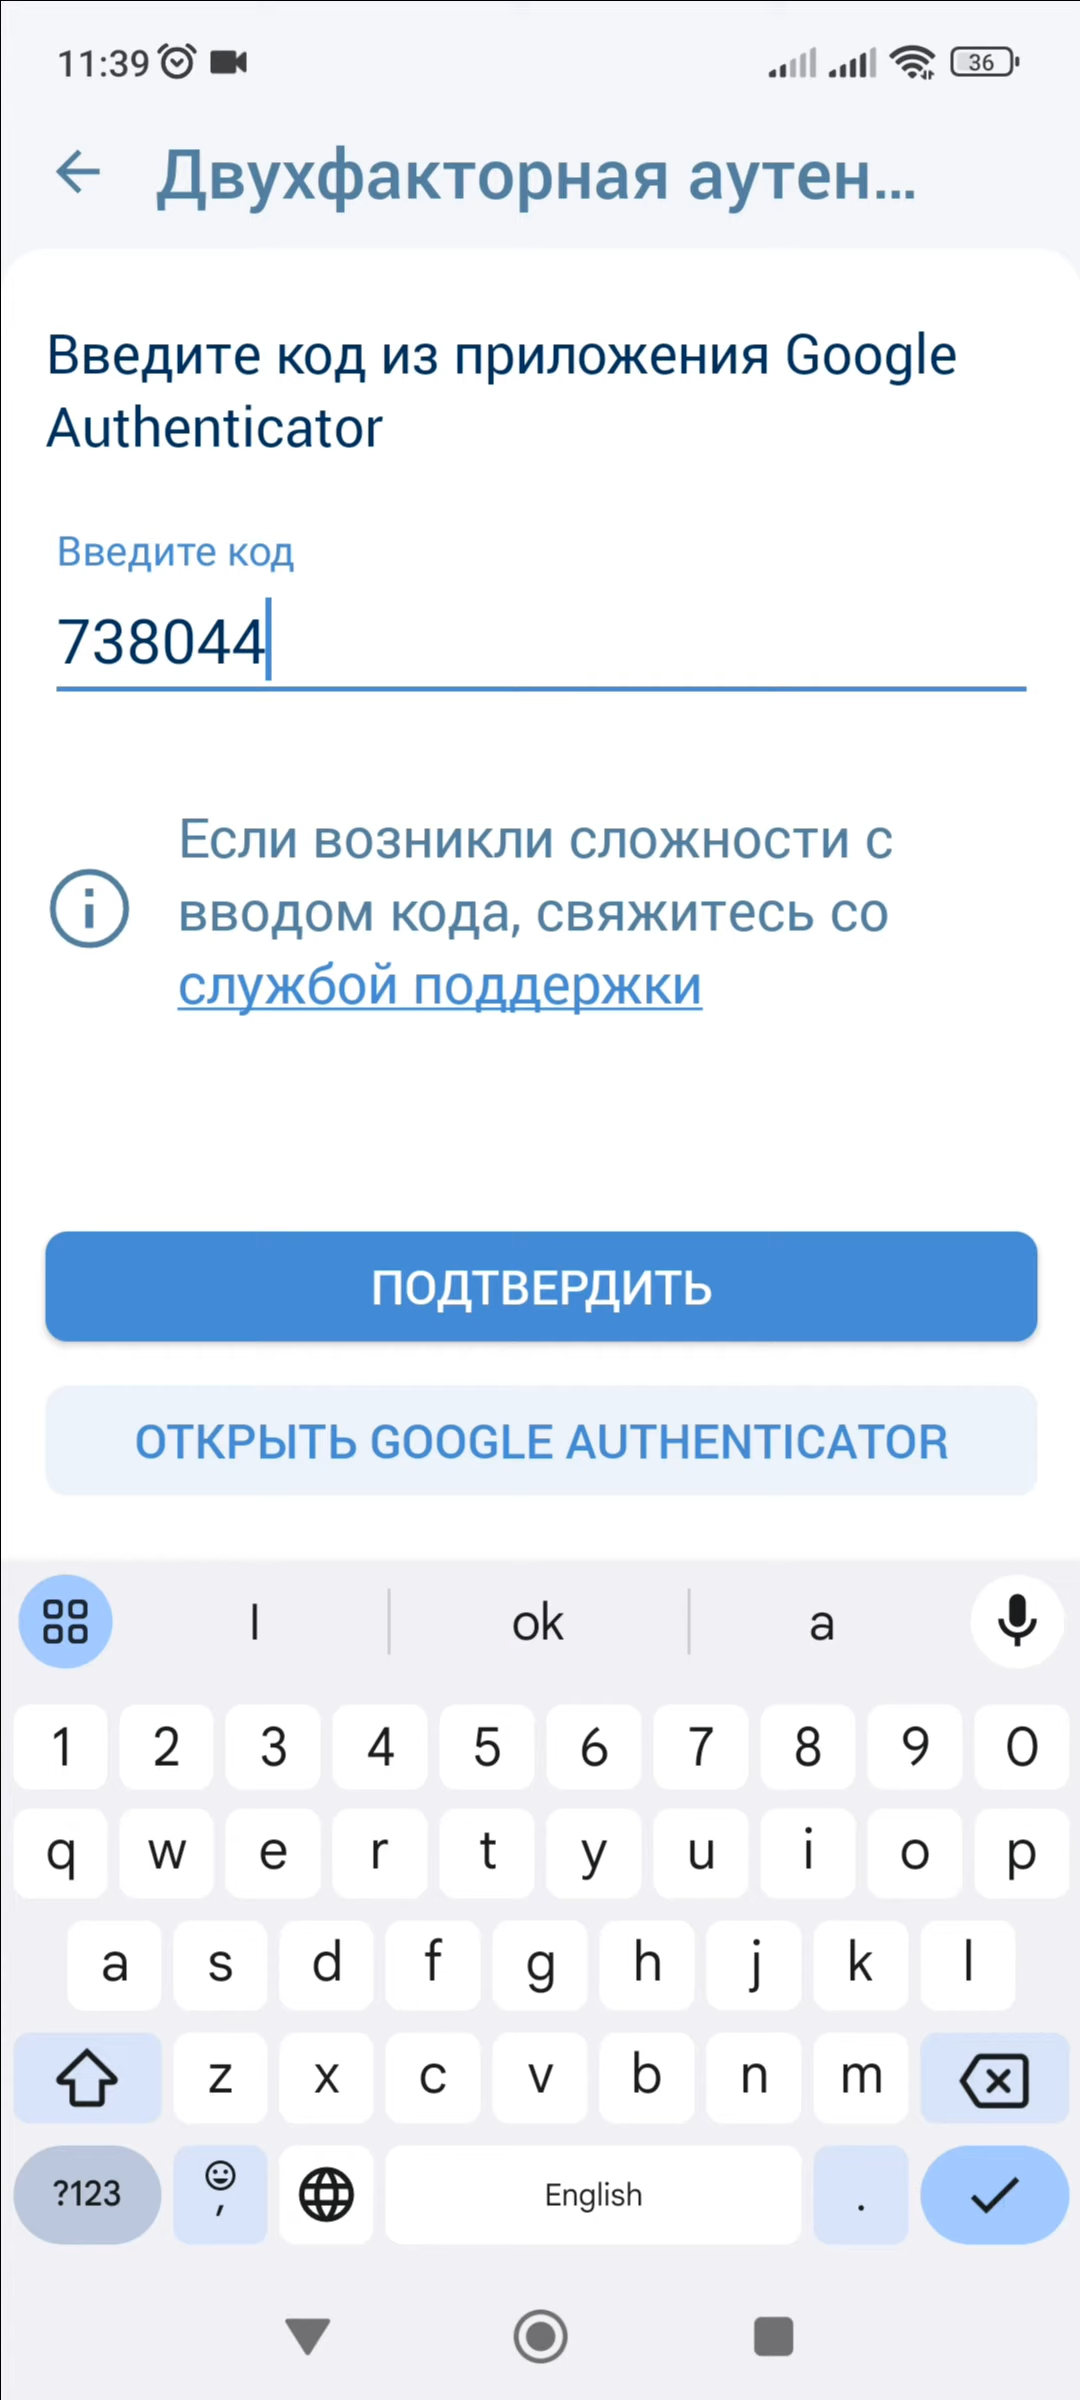 11:39 36
Двухфакторная аутен...
Введите код из приложения Google
Authenticator
Введите код
738044
Если возникли сложности с
вводом кода, свяжитесь со
службой поддержки
ПОДТВЕРДИТЬ
ОТКРЫТЬ GOOGLE AUTHENTICATOR
I ok a
1 2 3 4 5 6 7 8 9 0
q w e r t y u i o p
a s d f g h j k l
z x c v b n m
?123 , English .